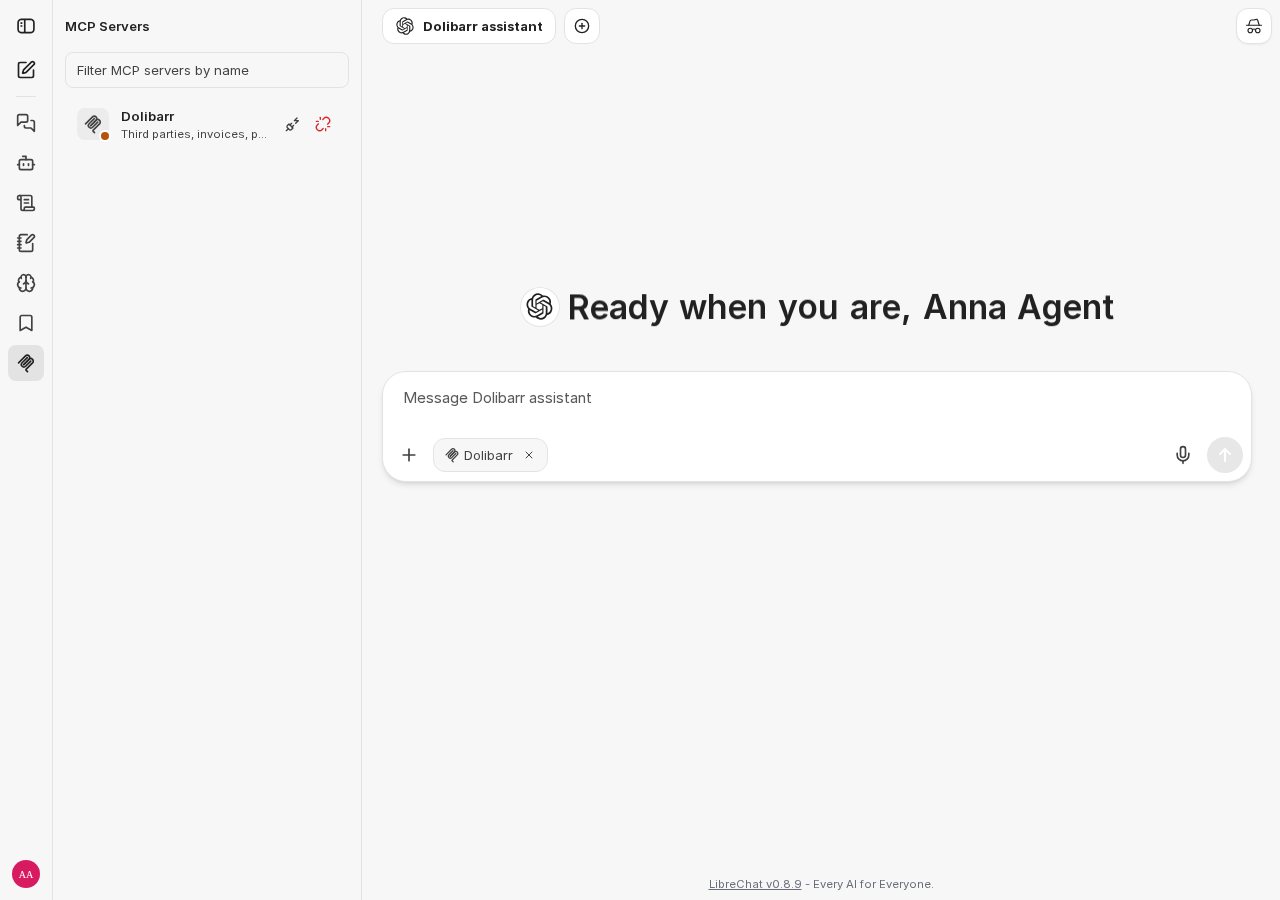 MCP Servers
Filter MCP servers by name
Dolibarr
Third parties, invoices, p...
Dolibarr assistant
Ready when you are, Anna Agent
Message Dolibarr assistant
Dolibarr
AA
LibreChat v0.8.9 - Every AI for Everyone.